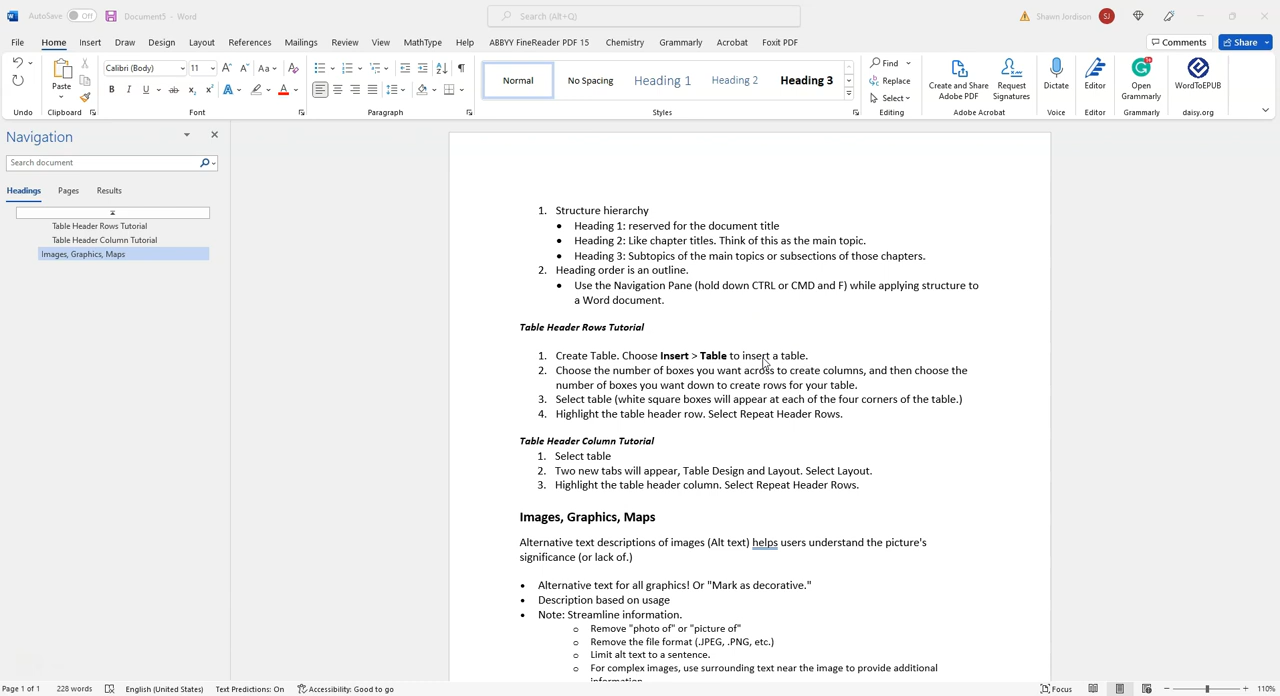 AutoSave Off Document5 - Word Search (Alt+Q) Shawn Jordison SJ
File Home Insert Draw Design Layout References Mailings Review View MathType Help ABBYY FineReader PDF 15 Chemistry Grammarly Acrobat Foxit PDF Comments Share
Calibri (Body) 11 Normal No Spacing Heading 1 Heading 2 Heading 3
Paste
Find
Replace
Select
Create and Share Adobe PDF
Request Signatures
Dictate
Editor
Open Grammarly
WordToEPUB
Undo Clipboard Font Paragraph Styles Editing Adobe Acrobat Voice Editor Grammarly daisy.org
Navigation
Search document
Headings Pages Results
Table Header Rows Tutorial
Table Header Column Tutorial
Images, Graphics, Maps
1. Structure hierarchy
• Heading 1: reserved for the document title
• Heading 2: Like chapter titles. Think of this as the main topic.
• Heading 3: Subtopics of the main topics or subsections of those chapters.
2. Heading order is an outline.
• Use the Navigation Pane (hold down CTRL or CMD and F) while applying structure to
a Word document.
Table Header Rows Tutorial
1. Create Table. Choose Insert > Table to insert a table.
2. Choose the number of boxes you want across to create columns, and then choose the
number of boxes you want down to create rows for your table.
3. Select table (white square boxes will appear at each of the four corners of the table.)
4. Highlight the table header row. Select Repeat Header Rows.
Table Header Column Tutorial
1. Select table
2. Two new tabs will appear, Table Design and Layout. Select Layout.
3. Highlight the table header column. Select Repeat Header Rows.
Images, Graphics, Maps
Alternative text descriptions of images (Alt text) helps users understand the picture's
significance (or lack of.)
• Alternative text for all graphics! Or "Mark as decorative."
• Description based on usage
• Note: Streamline information.
o Remove "photo of" or "picture of"
o Remove the file format (.JPEG, .PNG, etc.)
o Limit alt text to a sentence.
o For complex images, use surrounding text near the image to provide additional
information
Page 1 of 1 228 words English (United States) Text Predictions: On Accessibility: Good to go Focus 110%